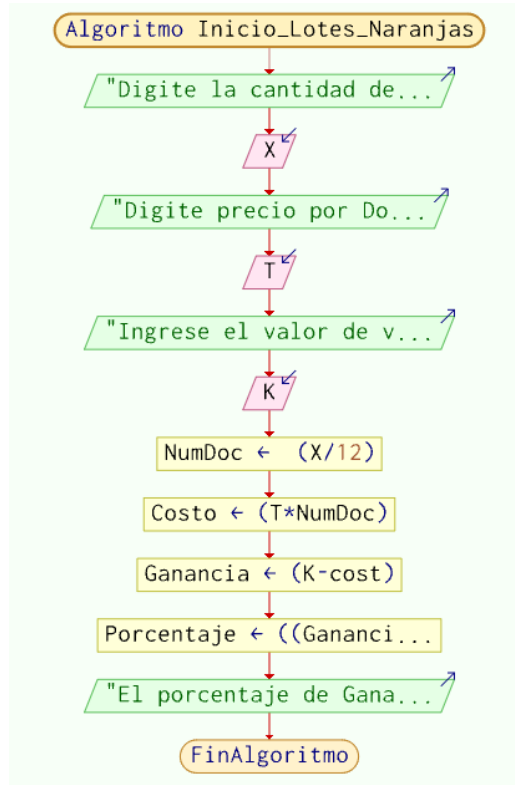 Algoritmo Inicio_Lotes_Naranjas
"Digite la cantidad de...
X
"Digite precio por Do...
T
"Ingrese el valor de v...
K
NumDoc ← (X/12)
Costo ← (T*NumDoc)
Ganancia ← (K-cost)
Porcentaje ← ((Gananci...
"El porcentaje de Gana...
FinAlgoritmo